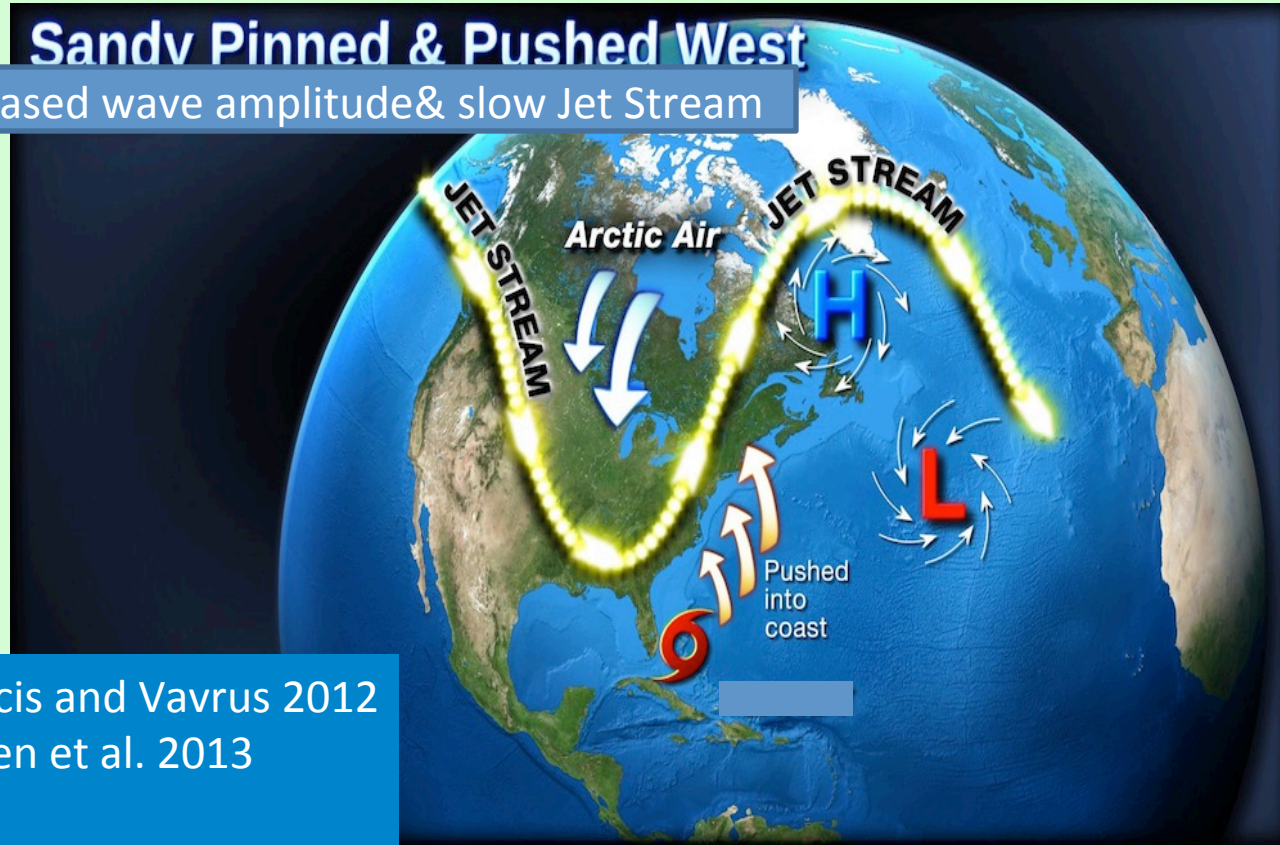 Sandy Pinned & Pushed West
ased wave amplitude& slow Jet Stream
JET STREAM
Arctic Air
JET STREAM
H
L
Pushed
into
coast
cis and Vavrus 2012
en et al. 2013